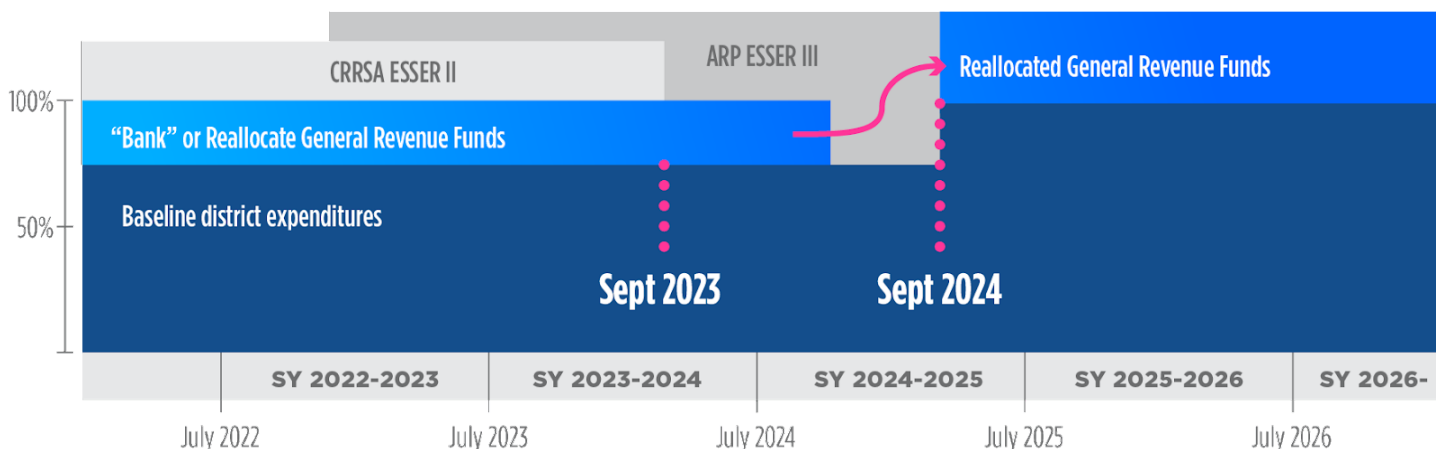 CRRSA ESSER II
ARP ESSER III
Reallocated General Revenue Funds
100%
“Bank” or Reallocate General Revenue Funds
Baseline district expenditures
50%
Sept 2023
Sept 2024
SY 2022-2023
SY 2023-2024
SY 2024-2025
SY 2025-2026
SY 2026-
July 2022
July 2023
July 2024
July 2025
July 2026